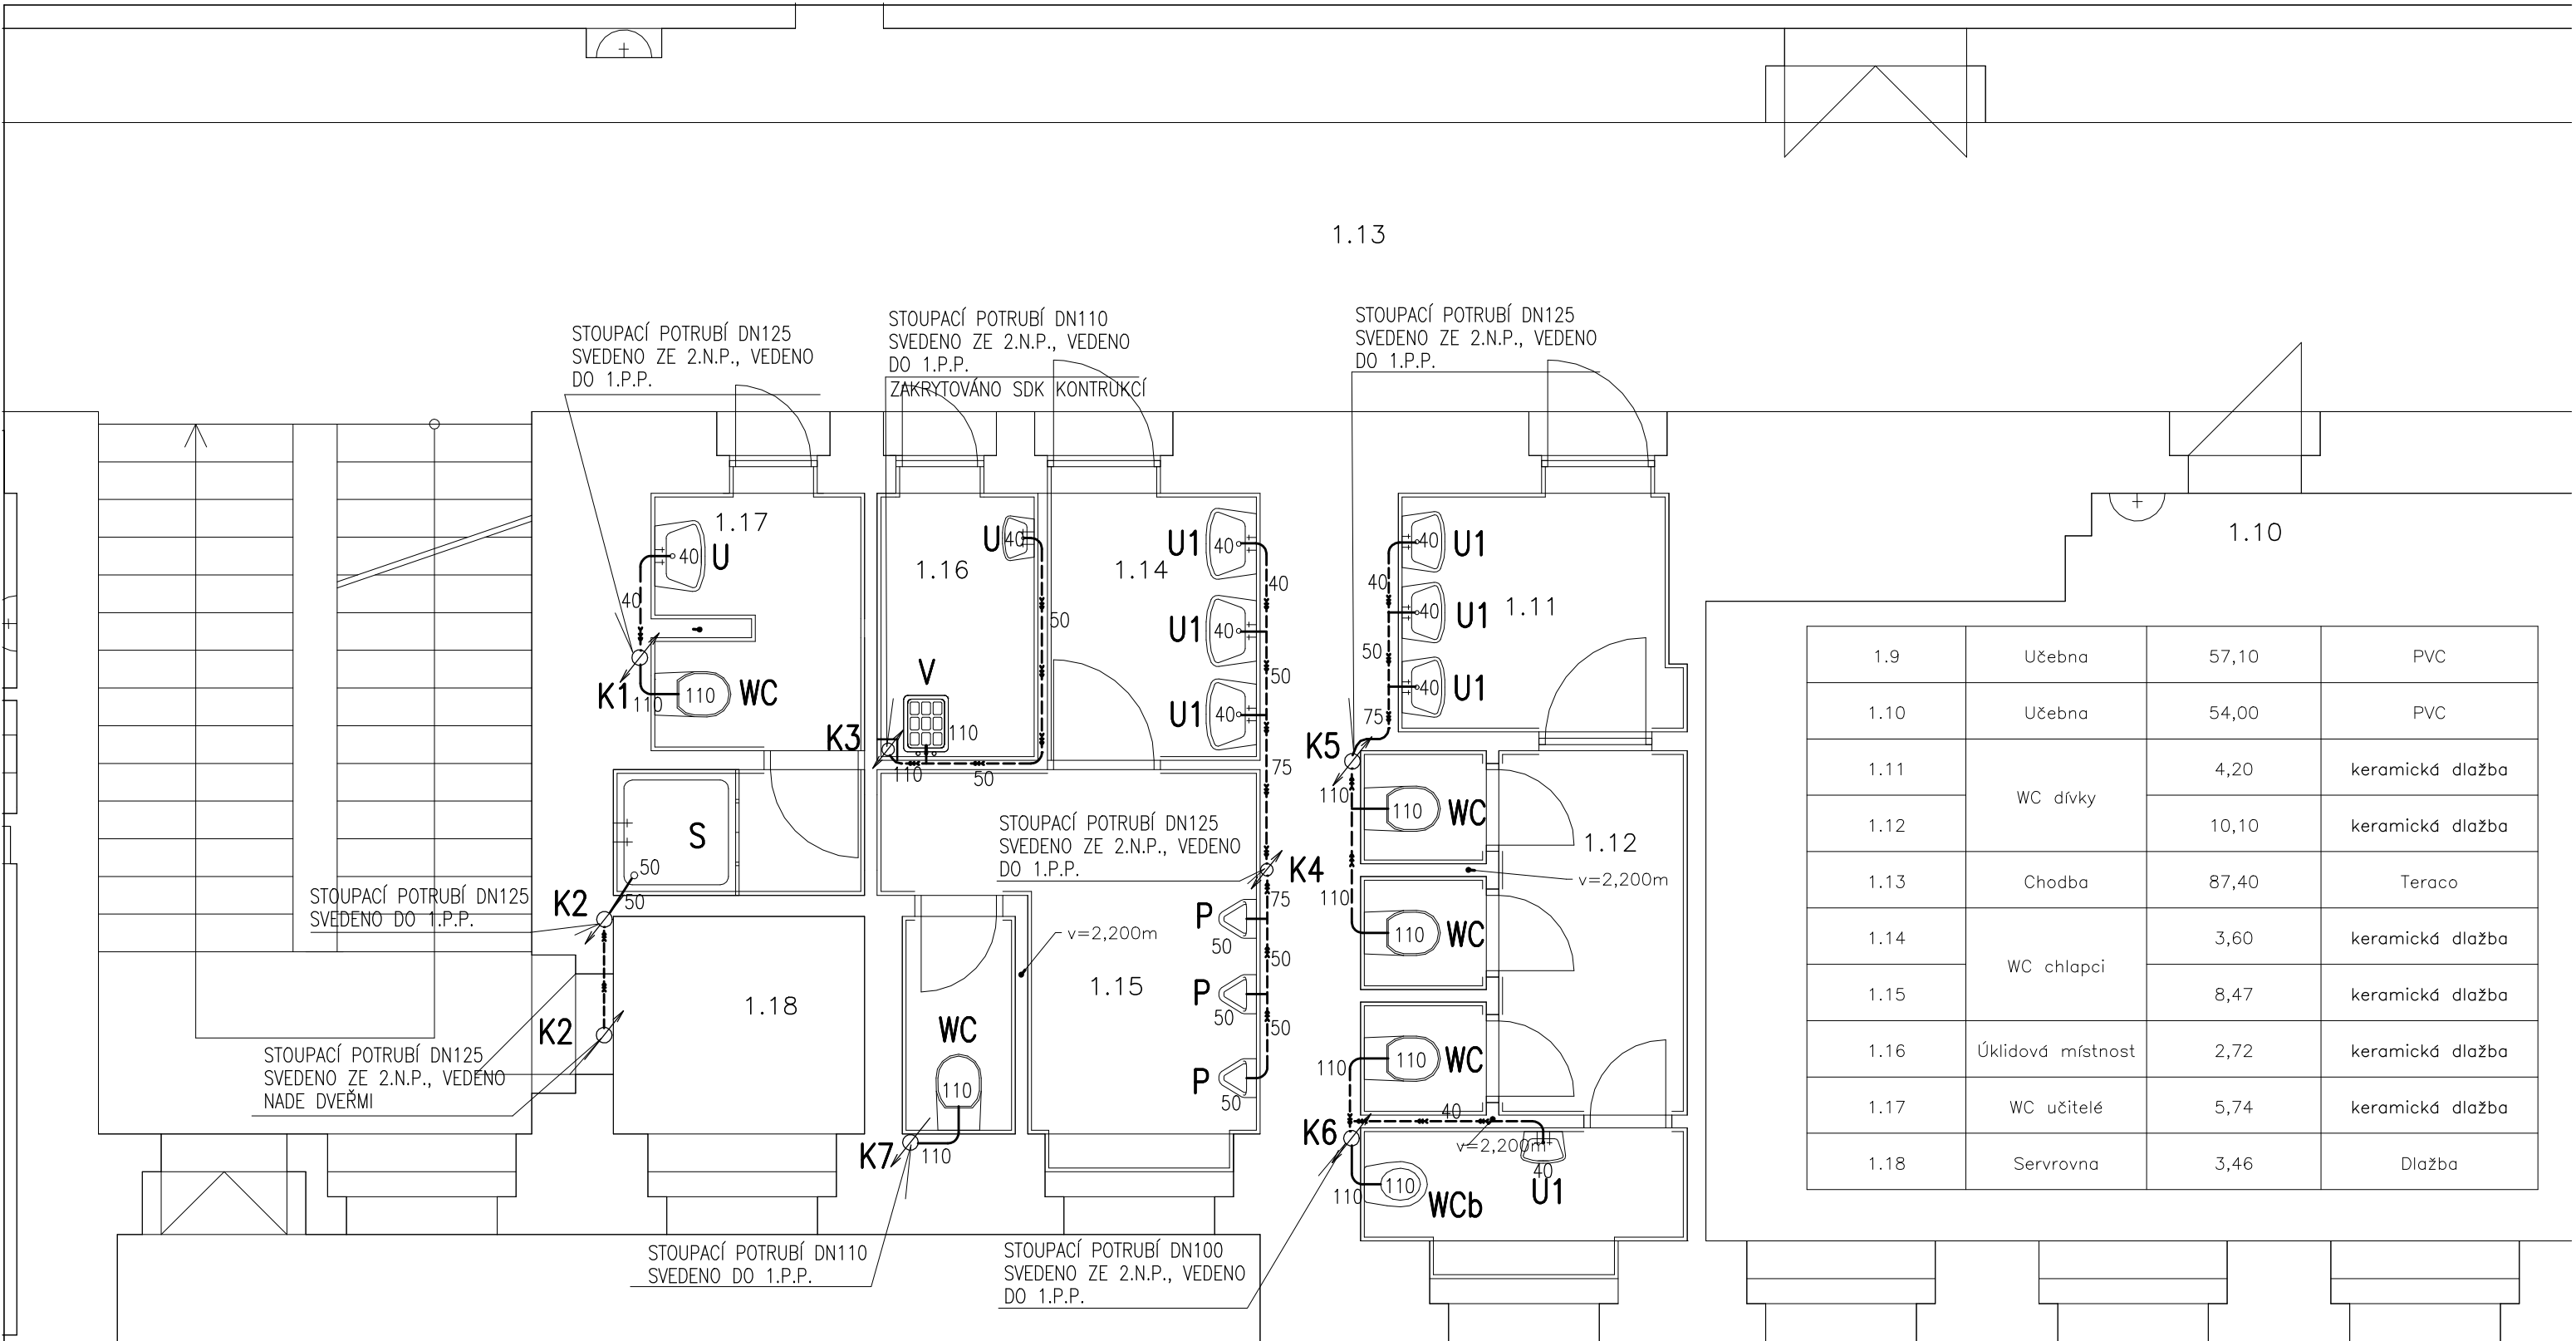 1.13
STOUPACÍ POTRUBÍ DN125
SVEDENO ZE 2.N.P., VEDENO
DO 1.P.P.
STOUPACÍ POTRUBÍ DN110
SVEDENO ZE 2.N.P., VEDENO
DO 1.P.P.
ZAKRYTOVÁNO SDK KONTRUKCÍ
STOUPACÍ POTRUBÍ DN125
SVEDENO ZE 2.N.P., VEDENO
DO 1.P.P.
1.17
40
U
40
K1
110
110
WC
S
50
50
K2
STOUPACÍ POTRUBÍ DN125
SVEDENO DO 1.P.P.
K2
STOUPACÍ POTRUBÍ DN125
SVEDENO ZE 2.N.P., VEDENO
NADE DVEŘMI
1.18
U
40
1.16
50
V
110
K3
110
50
1.14
U1
40
40
U1
40
50
U1
40
75
STOUPACÍ POTRUBÍ DN125
SVEDENO ZE 2.N.P., VEDENO
DO 1.P.P.
K4
75
P
50
50
v=2,200m
1.15
P
50
50
P
50
WC
110
K7
110
STOUPACÍ POTRUBÍ DN110
SVEDENO DO 1.P.P.
STOUPACÍ POTRUBÍ DN100
SVEDENO ZE 2.N.P., VEDENO
DO 1.P.P.
40
U1
40
40
U1
1.11
50
40
U1
75
K5
110
110
WC
1.12
v=2,200m
110
110
WC
110
110
WC
40
K6
v=2,200m
40
U1
110
110
WCb
1.10
1.9 Učebna 57,10 PVC
1.10 Učebna 54,00 PVC
1.11 4,20 keramická dlažba
WC dívky
1.12 10,10 keramická dlažba
1.13 Chodba 87,40 Teraco
1.14 3,60 keramická dlažba
WC chlapci
1.15 8,47 keramická dlažba
1.16 Úklidová místnost 2,72 keramická dlažba
1.17 WC učitelé 5,74 keramická dlažba
1.18 Servrovna 3,46 Dlažba